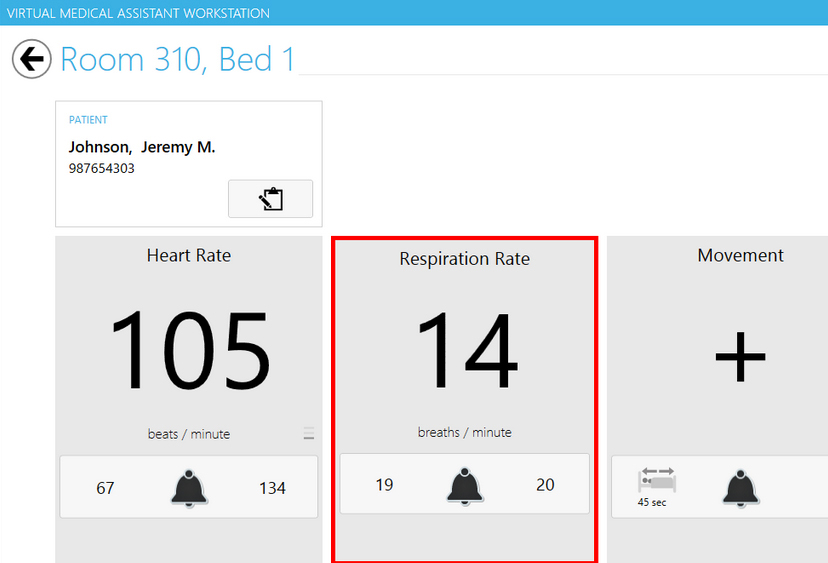 VIRTUAL MEDICAL ASSISTANT WORKSTATION
Room 310, Bed 1
PATIENT
Johnson, Jeremy M.
987654303
Heart Rate
105
beats / minute
67 134
Respiration Rate
14
breaths / minute
19 20
Movement
+
45 sec